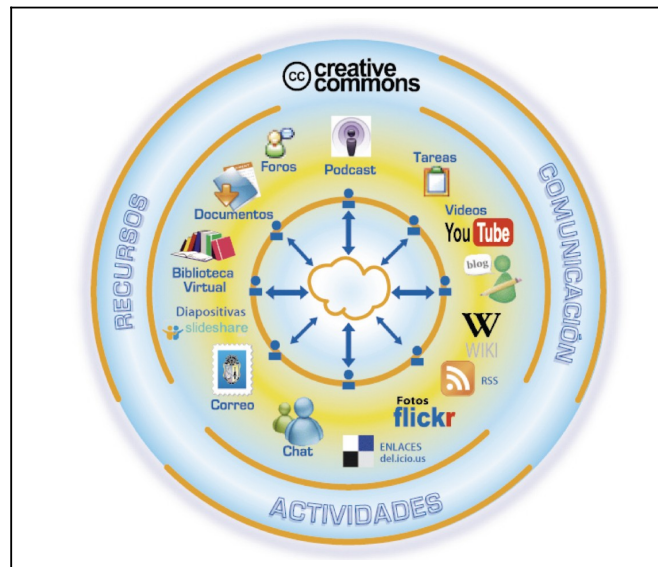 cc creative
commons
Foros
Podcast
Tareas
Documentos
Videos
YouTube
blog
Biblioteca
Virtual
Diapositivas
slideshare
W
WIKI
RSS
Correo
Fotos
flickr
Chat
ENLACES
del.icio.us
RECURSOS
COMUNICACIÓN
ACTIVIDADES